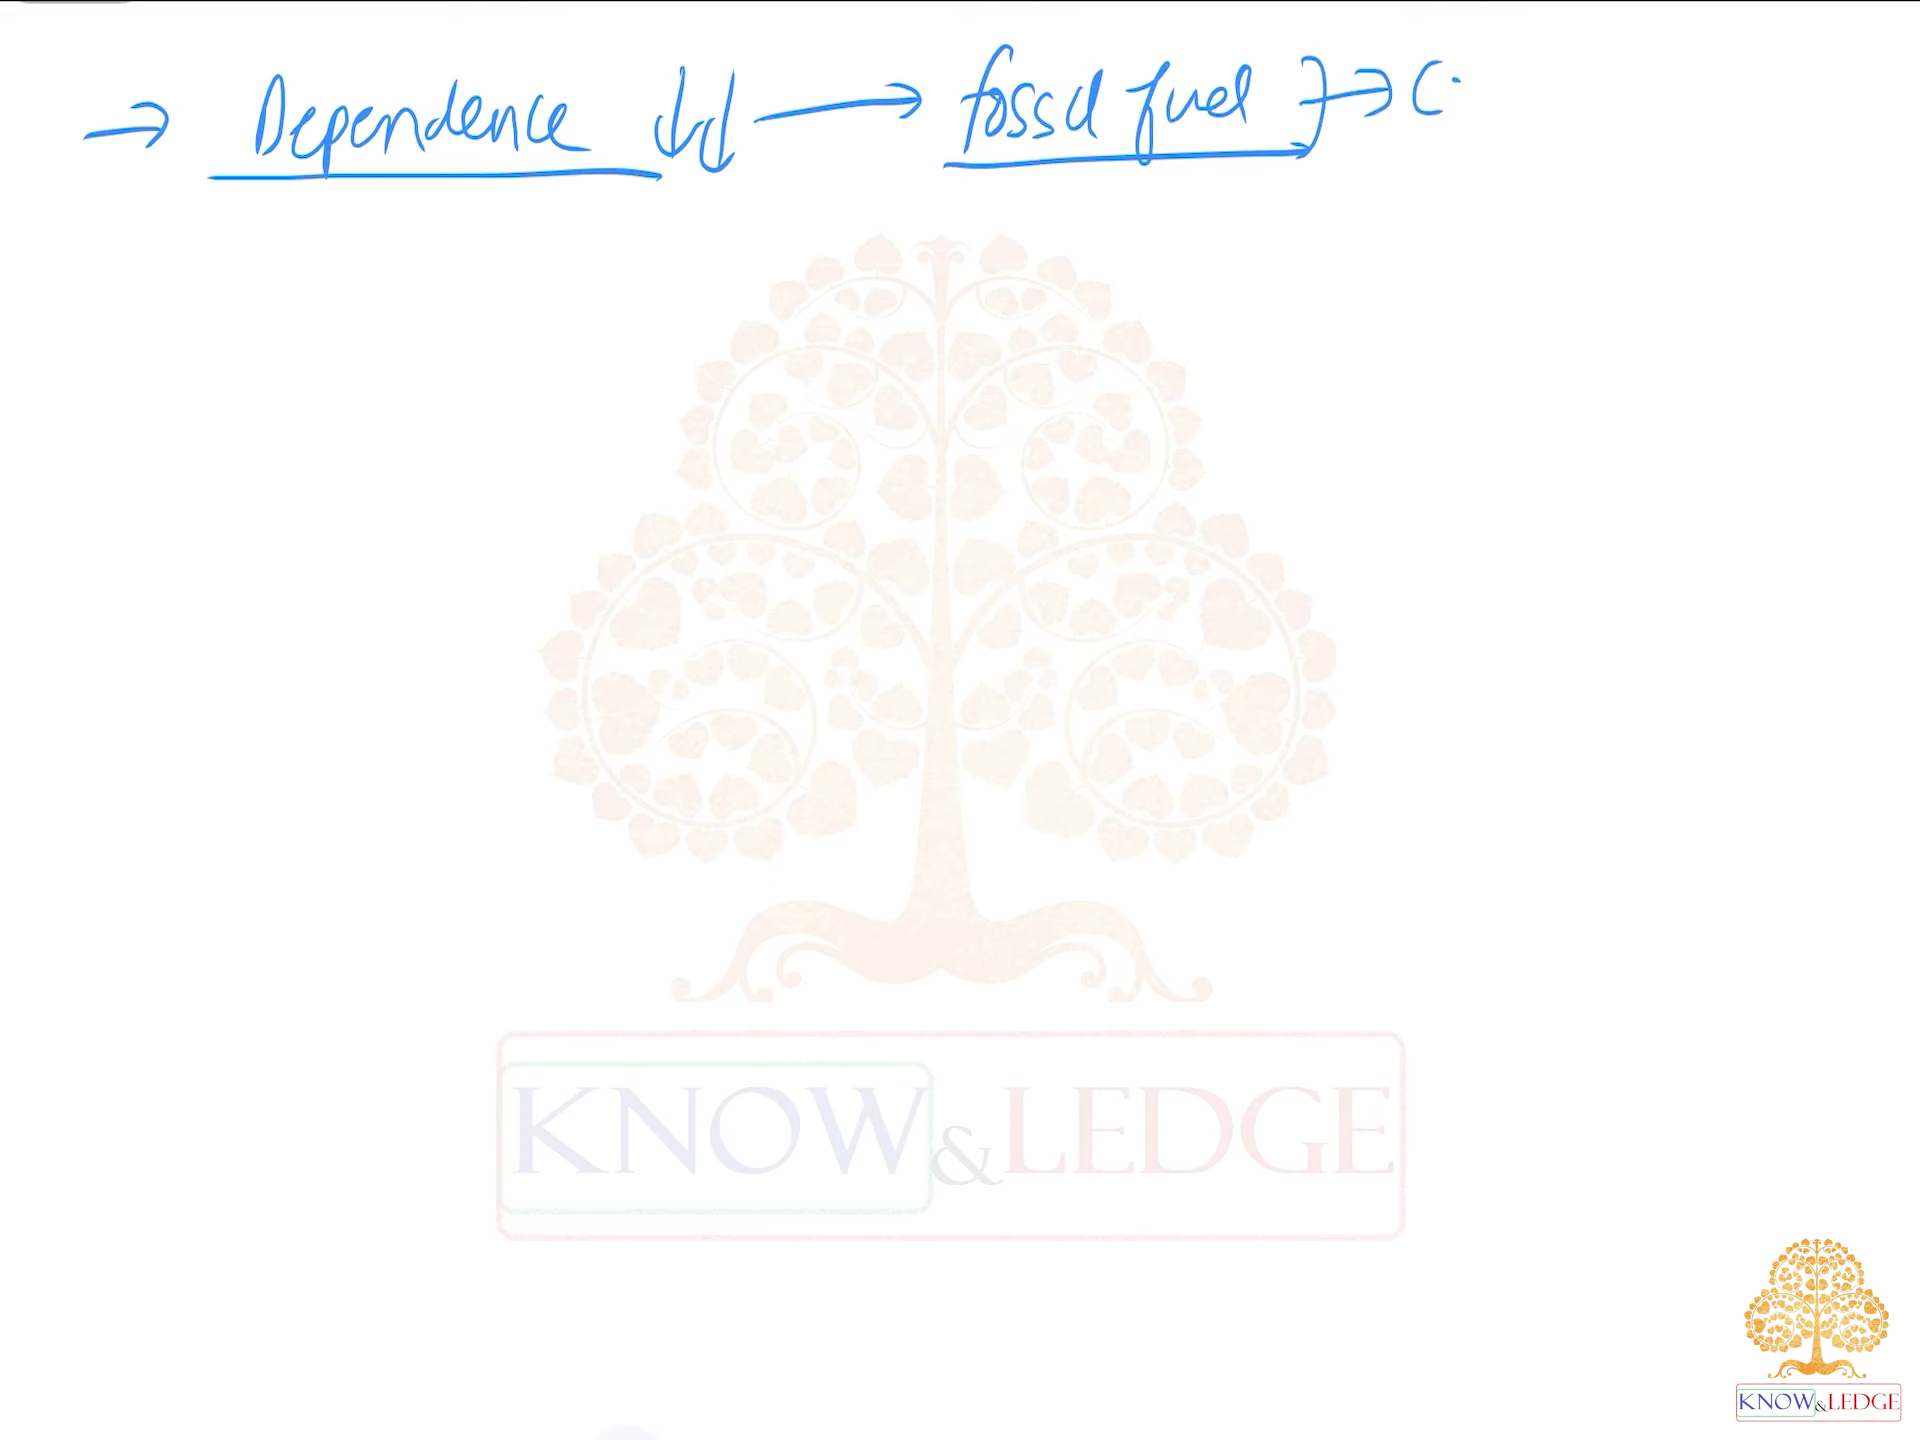 → Dependence ↓↓ → fossil fuel } → C
KNOW&LEDGE
KNOW&LEDGE